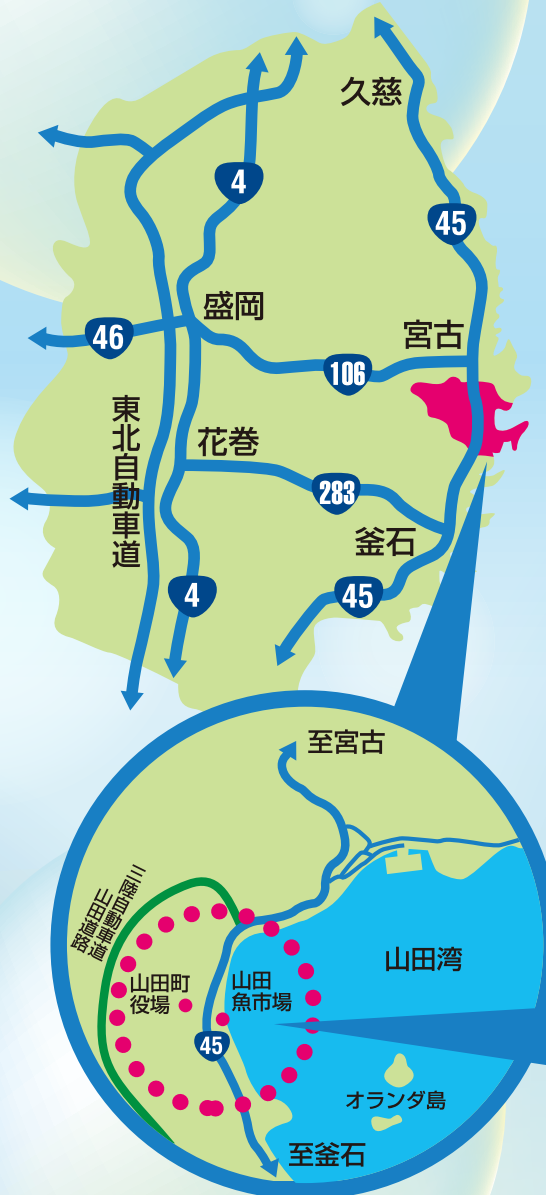 久慈
4
45
盛岡
46
宮古
106
東北自動車道
花巻
283
釜石
4
45
至宮古
三陸自動車道
山田道路
山田町
役場
山田
魚市場
山田湾
45
オランダ島
至釜石